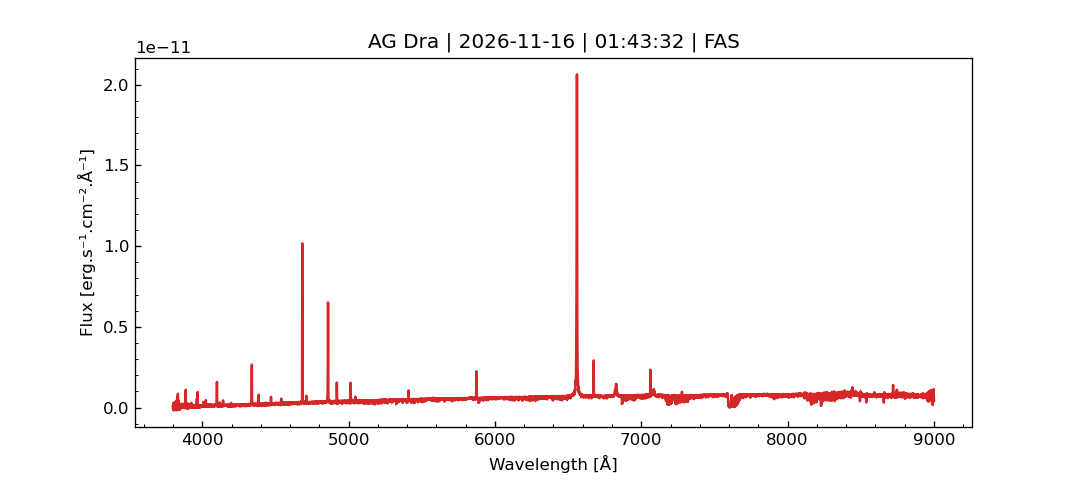 AG Dra | 2026-11-16 | 01:43:32 | FAS
1e−11
2.0
1.5
1.0
0.5
0.0
Flux [erg.s⁻¹.cm⁻².Å⁻¹]
4000 5000 6000 7000 8000 9000
Wavelength [Å]